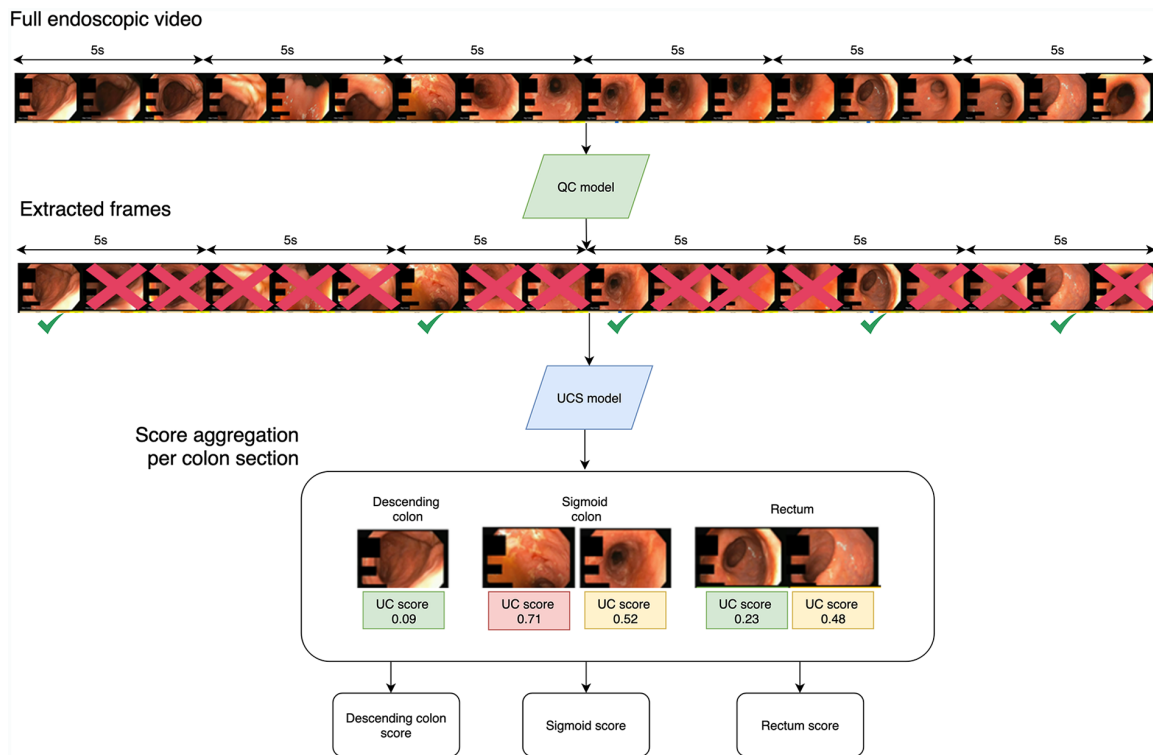 Full endoscopic video
5s 5s 5s 5s 5s 5s
QC model
Extracted frames
5s 5s 5s 5s 5s 5s
UCS model
Score aggregation
per colon section
Descending
colon
Sigmoid
colon
Rectum
UC score
0.09
UC score
0.71
UC score
0.52
UC score
0.23
UC score
0.48
Descending colon
score
Sigmoid score
Rectum score